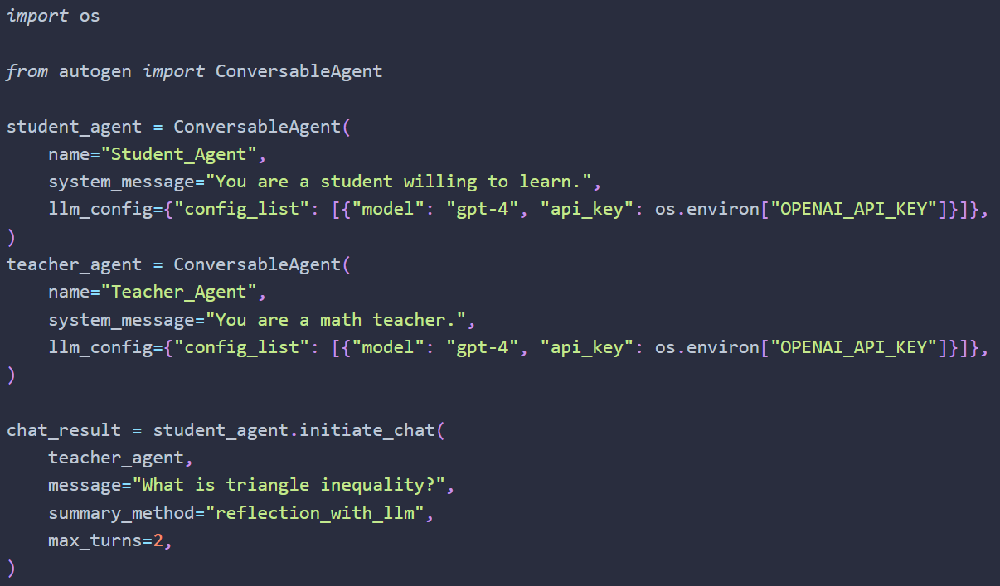 import os
from autogen import ConversableAgent
student_agent = ConversableAgent(
    name="Student_Agent",
    system_message="You are a student willing to learn.",
    llm_config={"config_list": [{"model": "gpt-4", "api_key": os.environ["OPENAI_API_KEY"]}]},
)
teacher_agent = ConversableAgent(
    name="Teacher_Agent",
    system_message="You are a math teacher.",
    llm_config={"config_list": [{"model": "gpt-4", "api_key": os.environ["OPENAI_API_KEY"]}]},
)
chat_result = student_agent.initiate_chat(
    teacher_agent,
    message="What is triangle inequality?",
    summary_method="reflection_with_llm",
    max_turns=2,
)